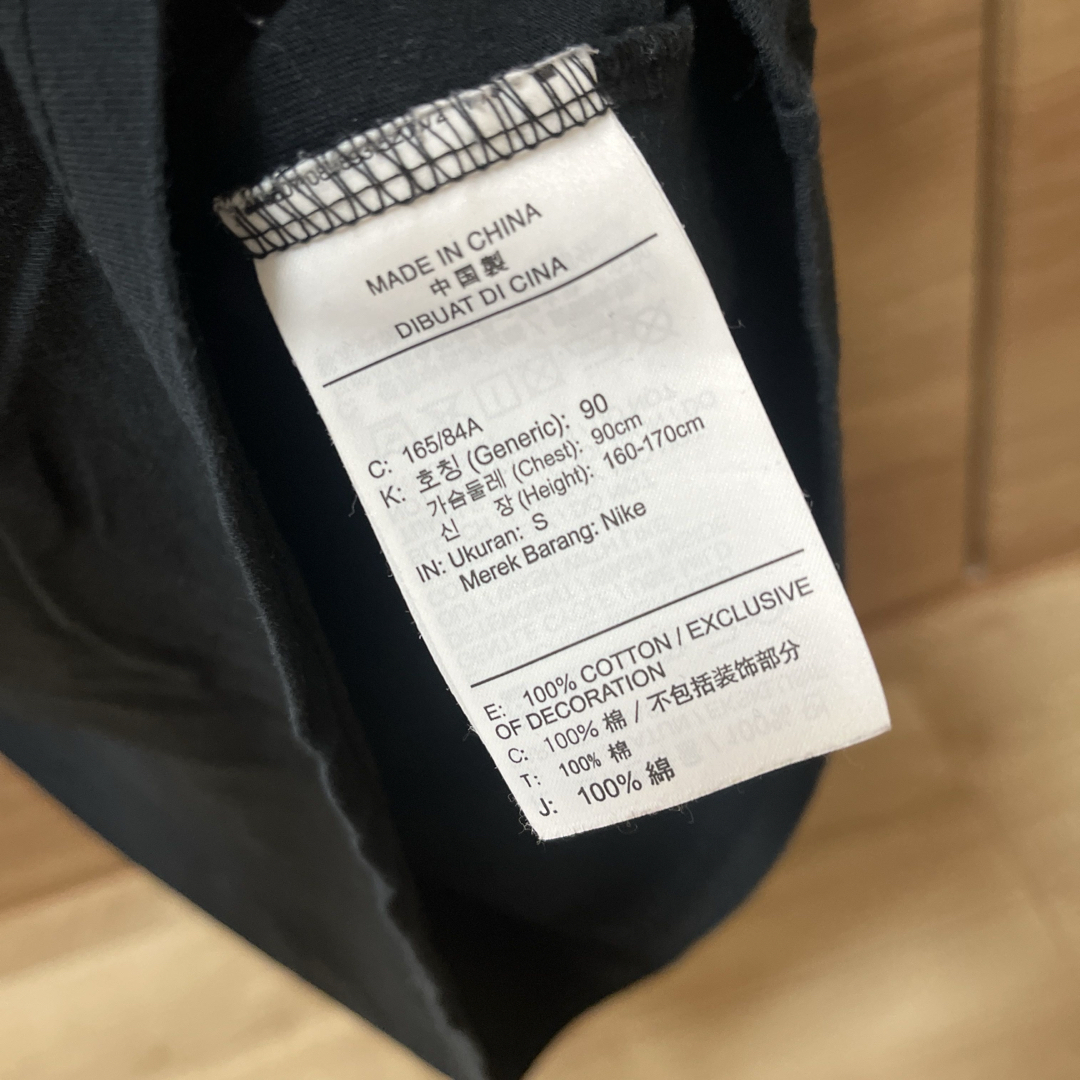 MADE IN CHINA
中国製
DIBUAT DI CINA
C: 165/84A
K: 호칭 (Generic): 90
가슴둘레 (Chest): 90cm
신 장 (Height): 160-170cm
IN: Ukuran: S
Merek Barang: Nike
E: 100% COTTON / EXCLUSIVE
OF DECORATION
C: 100% 棉 / 不包括装饰部分
T: 100% 棉
J: 100% 綿